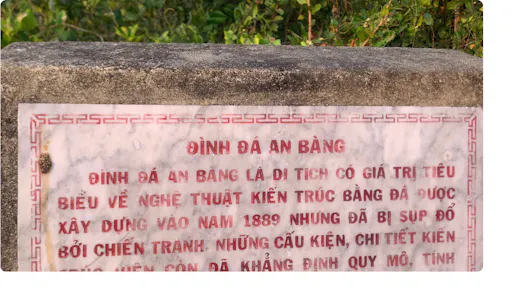 ĐÌNH ĐÁ AN BÀNG
ĐÌNH ĐÁ AN BÀNG LÀ DI TÍCH CÓ GIÁ TRỊ TIÊU
BIỂU VỀ NGHỆ THUẬT KIẾN TRÚC BẰNG ĐÁ ĐƯỢC
XÂY DỰNG VÀO NĂM 1889 NHƯNG ĐÃ BỊ SỤP ĐỔ
BỞI CHIẾN TRANH. NHỮNG CẤU KIỆN, CHI TIẾT KIẾN
TRÚC HIỆN CÒN ĐÃ KHẲNG ĐỊNH QUY MÔ, TÍNH